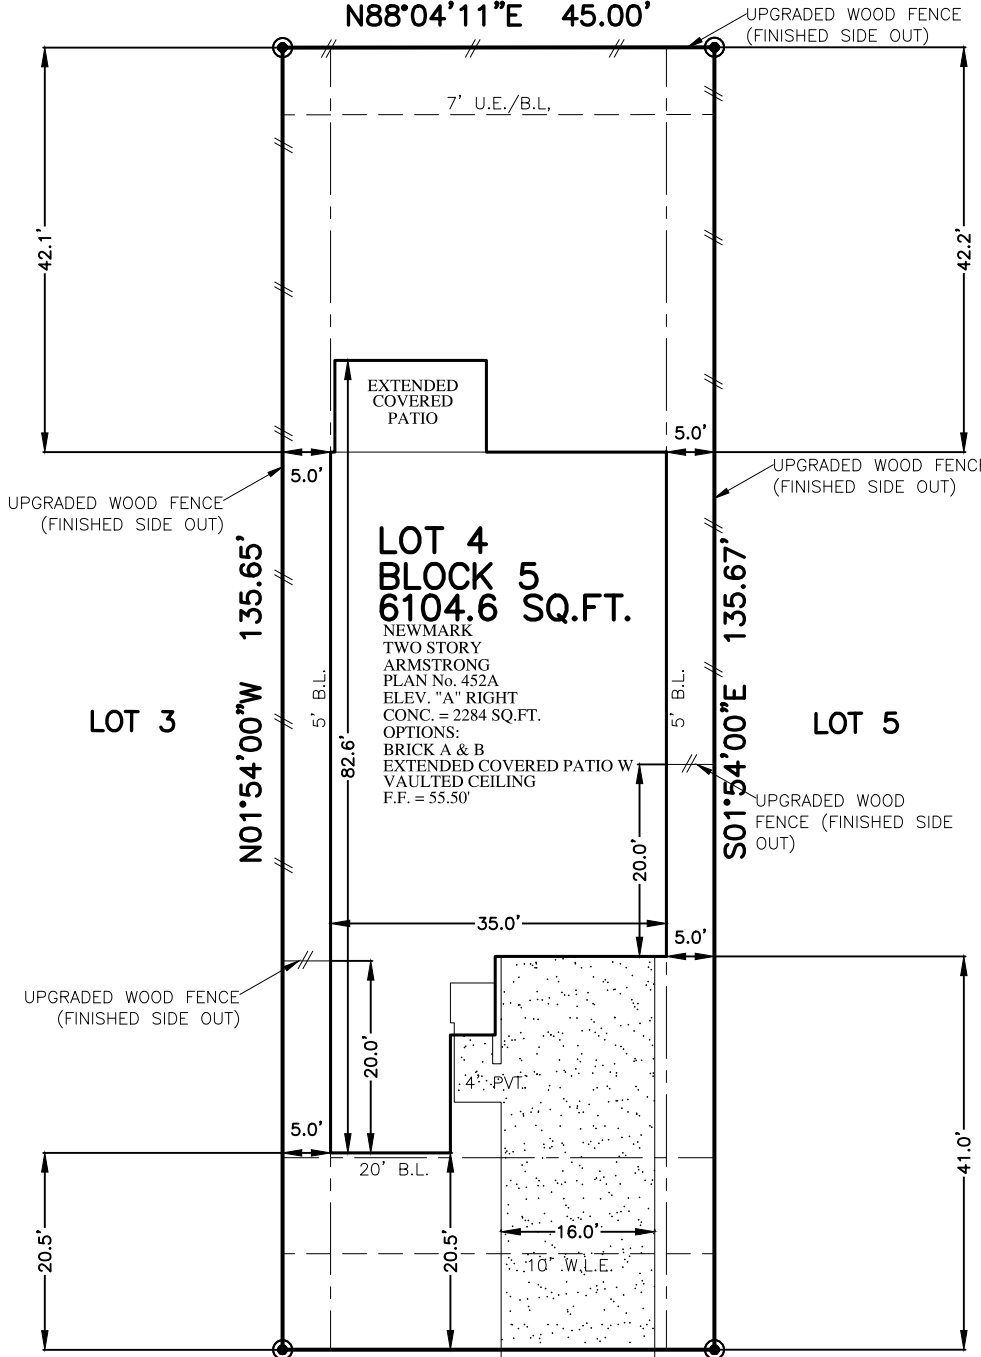 N88°04'11"E 45.00'
UPGRADED WOOD FENCE
(FINISHED SIDE OUT)
7' U.E./B.L,
42.1'
42.2'
EXTENDED
COVERED
PATIO
5.0'
5.0'
UPGRADED WOOD FENCE
(FINISHED SIDE OUT)
UPGRADED WOOD FENC
(FINISHED SIDE OUT)
LOT 4
BLOCK 5
6104.6 SQ.FT.
NEWMARK
TWO STORY
ARMSTRONG
PLAN No. 452A
ELEV. "A" RIGHT
CONC. = 2284 SQ.FT.
OPTIONS:
BRICK A & B
EXTENDED COVERED PATIO W
VAULTED CEILING
F.F. = 55.50'
N01°54'00"W 135.65'
S01°54'00"E 135.67'
5' B.L.
5' B.L.
LOT 3
LOT 5
82.6'
UPGRADED WOOD
FENCE (FINISHED SIDE
OUT)
20.0'
35.0'
5.0'
UPGRADED WOOD FENCE
(FINISHED SIDE OUT)
20.0'
4' PVT.
5.0'
20' B.L.
41.0'
20.5'
20.5'
16.0'
10' W.L.E.